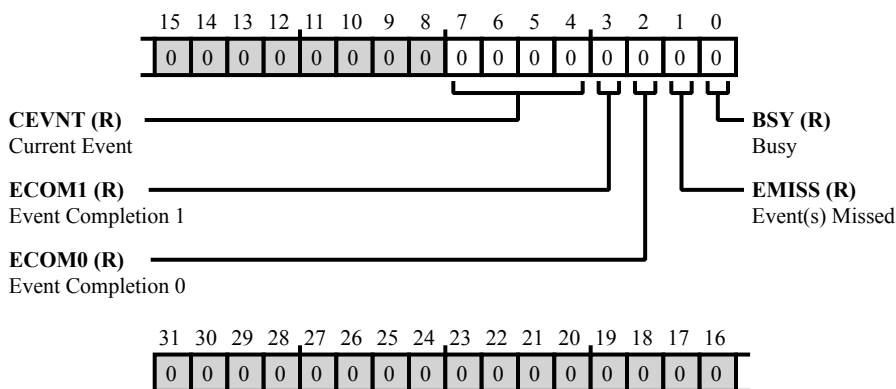 15 14 13 12 11 10 9 8 7 6 5 4 3 2 1 0
0 0 0 0 0 0 0 0 0 0 0 0 0 0 0 0
CEVNT (R)
Current Event
BSY (R)
Busy
ECOM1 (R)
Event Completion 1
EMISS (R)
Event(s) Missed
ECOM0 (R)
Event Completion 0
31 30 29 28 27 26 25 24 23 22 21 20 19 18 17 16
0 0 0 0 0 0 0 0 0 0 0 0 0 0 0 0